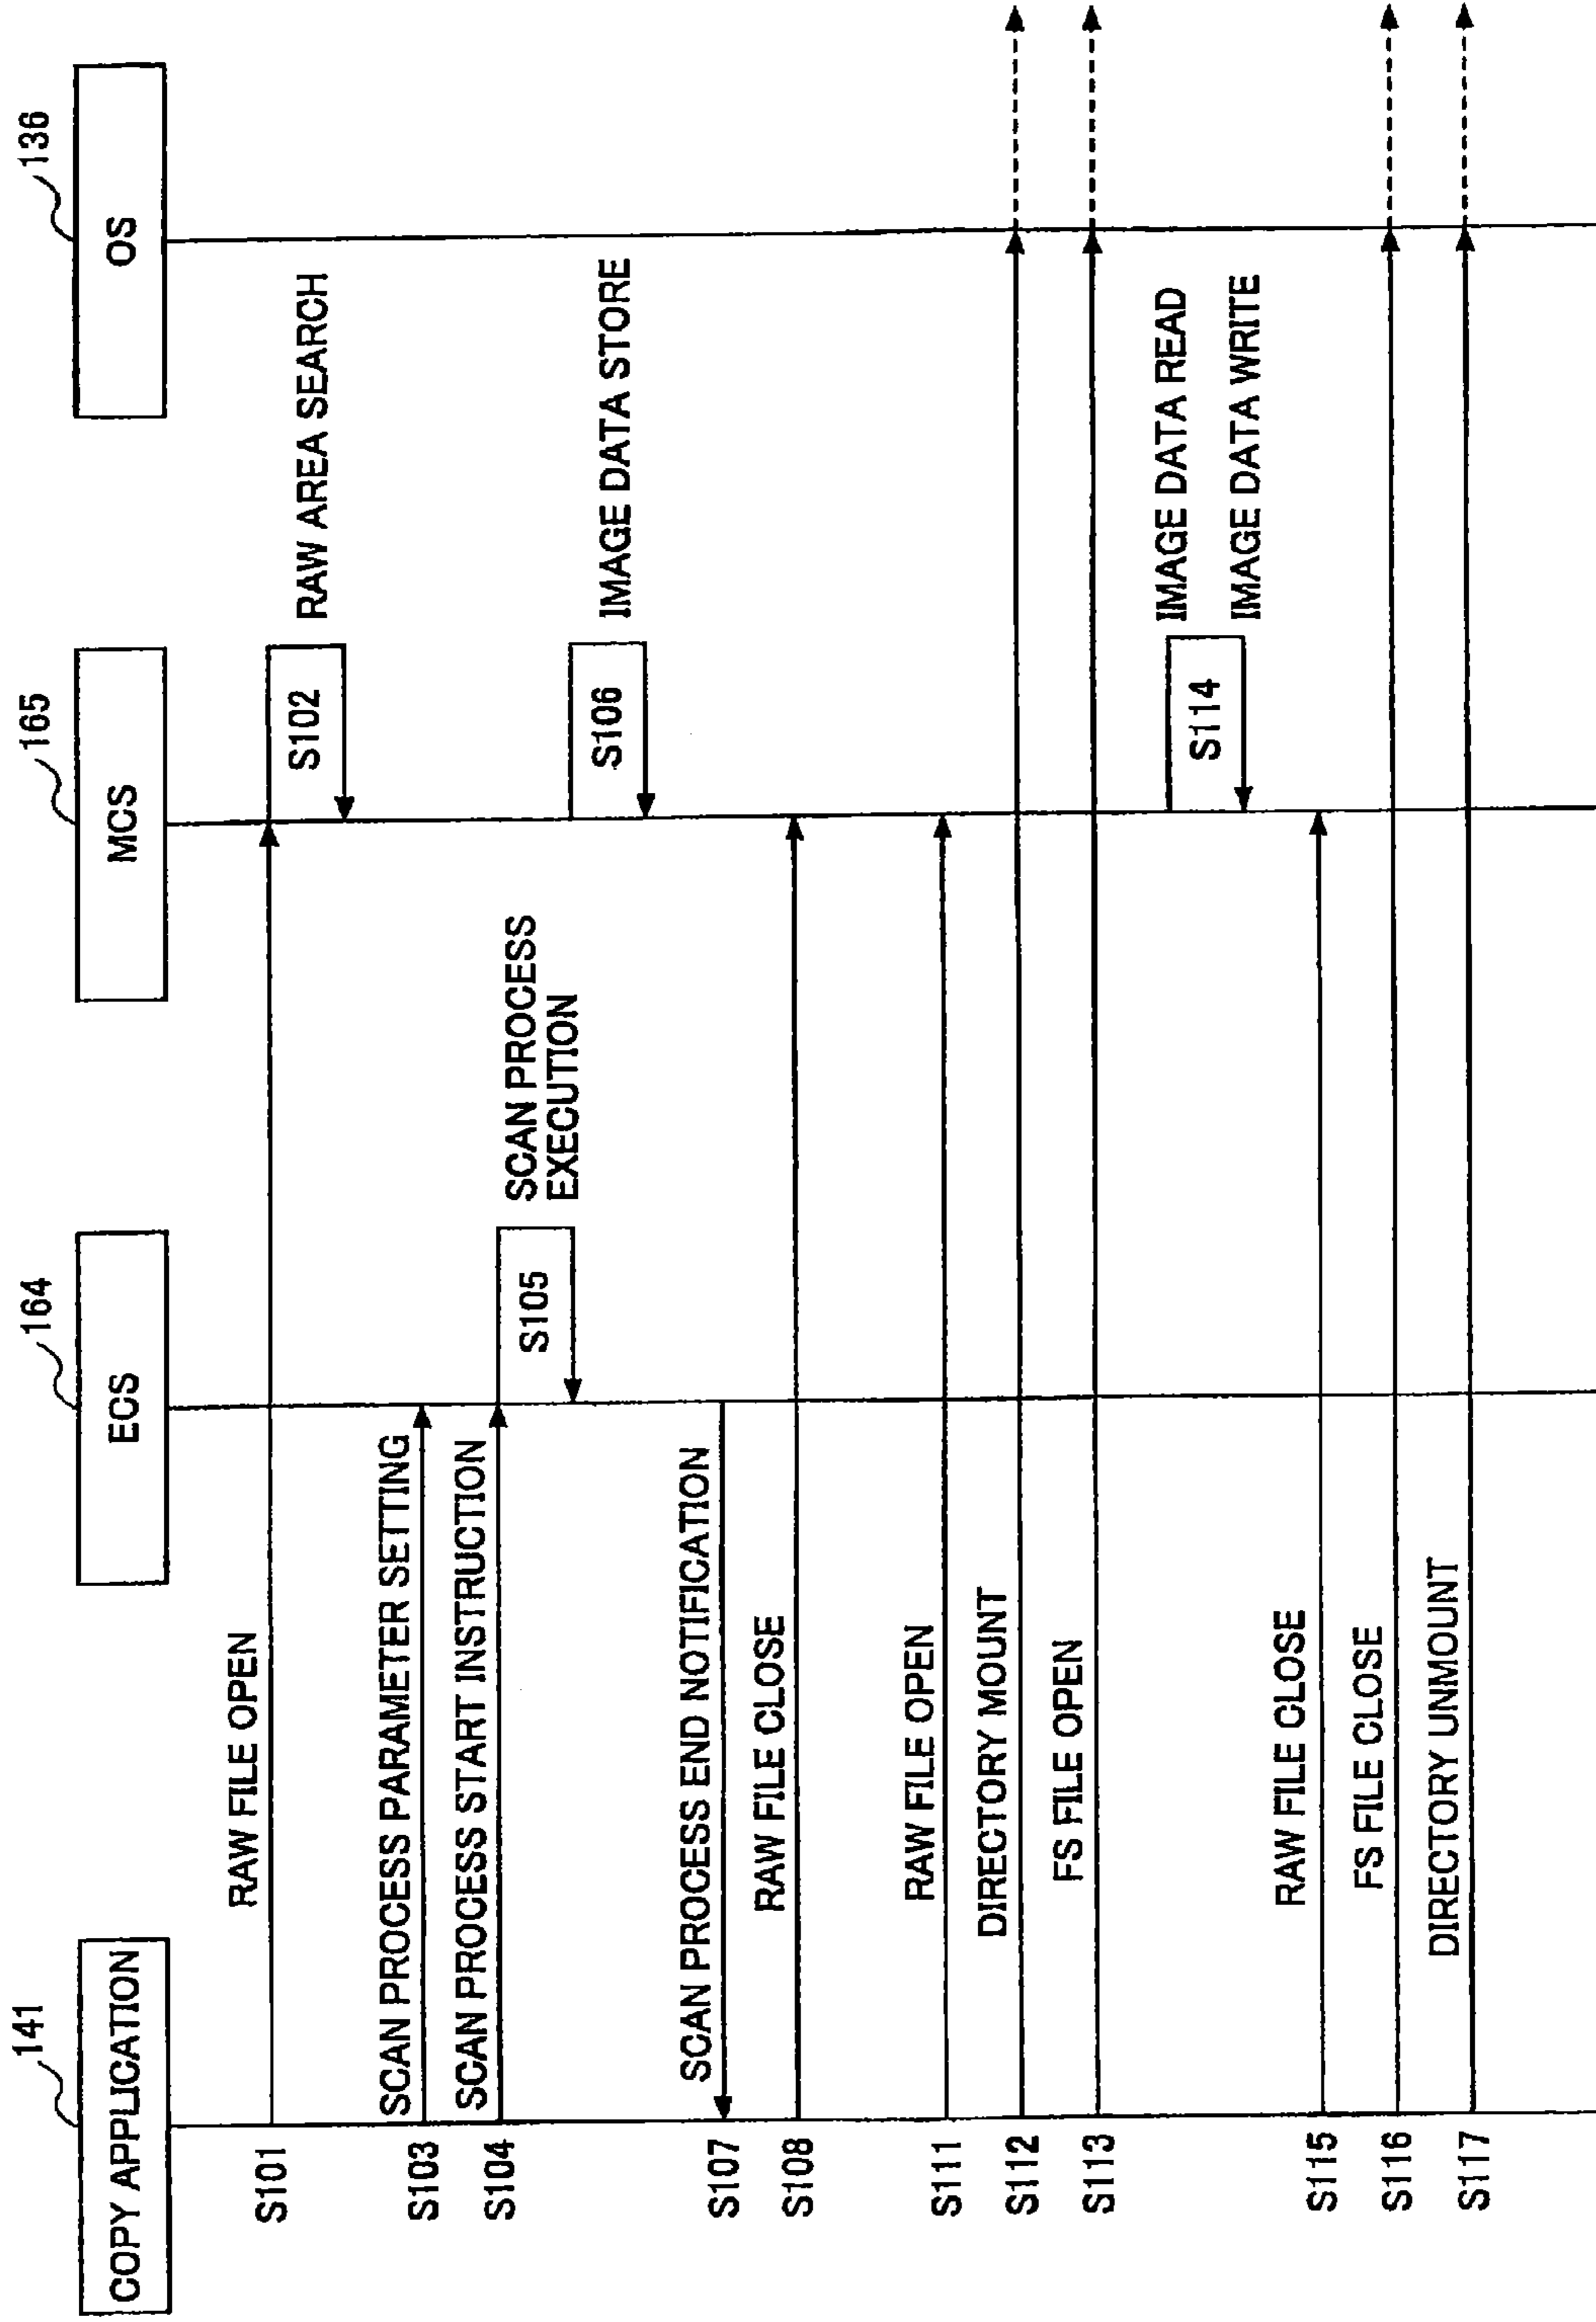 141
COPY APPLICATION
164
ECS
165
MCS
136
OS
S101
RAW FILE OPEN
S102
RAW AREA SEARCH
S103
SCAN PROCESS PARAMETER SETTING
S104
SCAN PROCESS START INSTRUCTION
S105
SCAN PROCESS
EXECUTION
S106
IMAGE DATA STORE
S107
SCAN PROCESS END NOTIFICATION
S108
RAW FILE CLOSE
S111
RAW FILE OPEN
S112
DIRECTORY MOUNT
S113
FS FILE OPEN
S114
IMAGE DATA READ
IMAGE DATA WRITE
S115
RAW FILE CLOSE
S116
FS FILE CLOSE
S117
DIRECTORY UNMOUNT